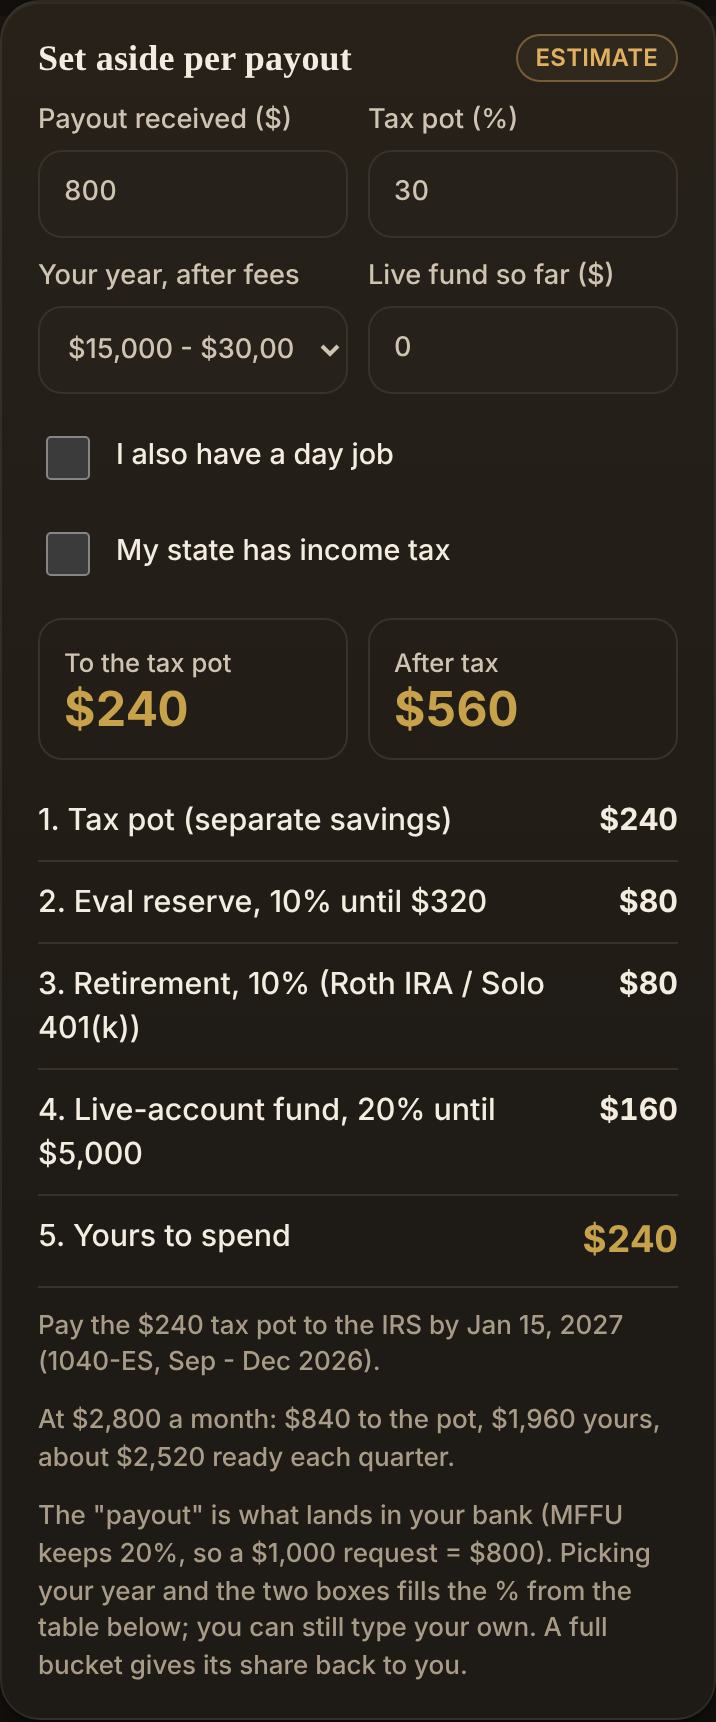 Set aside per payout
ESTIMATE
Payout received ($)
Tax pot (%)
800
30
Your year, after fees
Live fund so far ($)
$15,000 - $30,00
0
I also have a day job
My state has income tax
To the tax pot
$240
After tax
$560
1. Tax pot (separate savings)
$240
2. Eval reserve, 10% until $320
$80
3. Retirement, 10% (Roth IRA / Solo
401(k))
$80
4. Live-account fund, 20% until
$5,000
$160
5. Yours to spend
$240
Pay the $240 tax pot to the IRS by Jan 15, 2027
(1040-ES, Sep - Dec 2026).
At $2,800 a month: $840 to the pot, $1,960 yours,
about $2,520 ready each quarter.
The "payout" is what lands in your bank (MFFU
keeps 20%, so a $1,000 request = $800). Picking
your year and the two boxes fills the % from the
table below; you can still type your own. A full
bucket gives its share back to you.